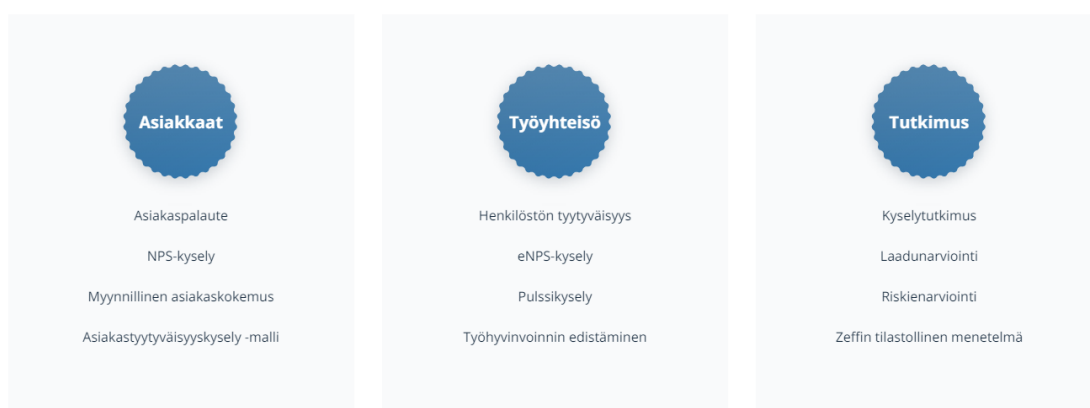 Asiakkaat
Asiakaspalaute
NPS-kysely
Myynnillinen asiakaskokemus
Asiakastyytyväisyyskysely -malli
Työyhteisö
Henkilöstön tyytyväisyys
eNPS-kysely
Pulssikysely
Työhyvinvoinnin edistäminen
Tutkimus
Kyselytutkimus
Laadunarviointi
Riskienarviointi
Zeffin tilastollinen menetelmä